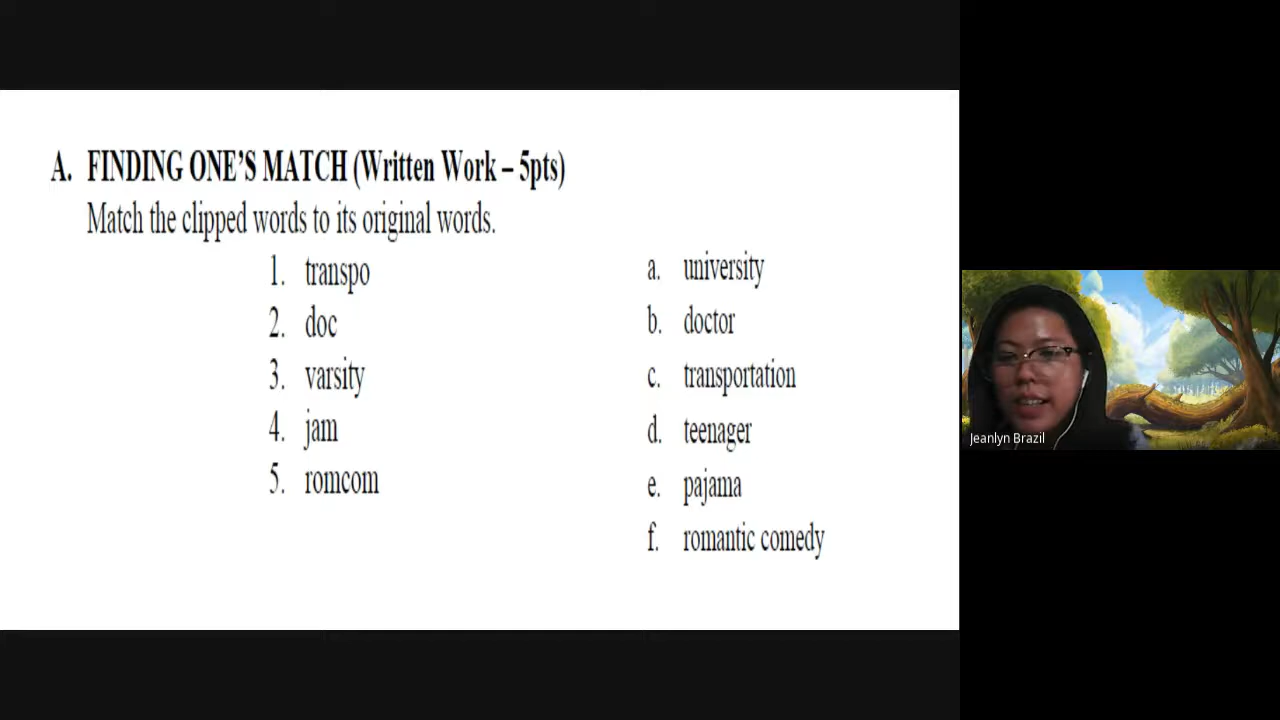 A. FINDING ONE'S MATCH (Written Work – 5pts)
Match the clipped words to its original words.
1. transpo
2. doc
3. varsity
4. jam
5. romcom
a. university
b. doctor
c. transportation
d. teenager
e. pajama
f. romantic comedy
Jeanlyn Brazil